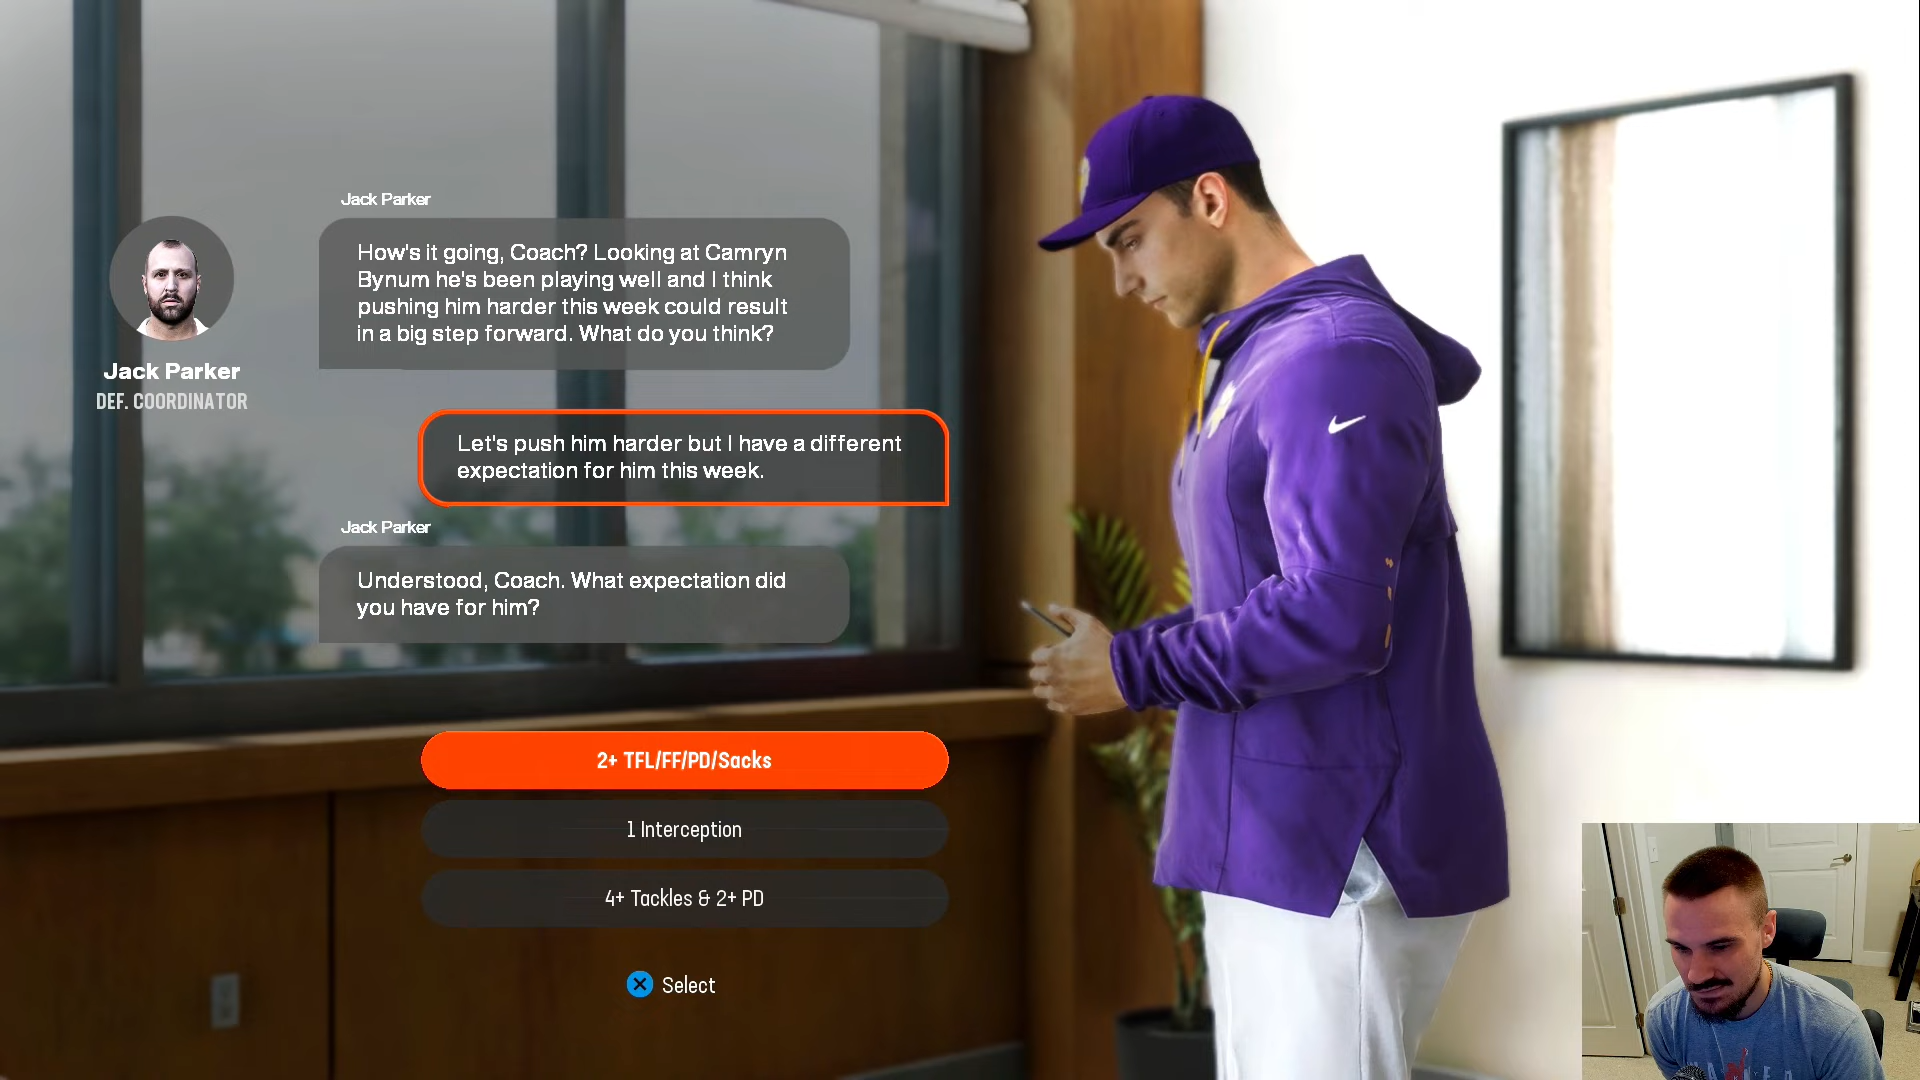 Jack Parker
How's it going, Coach? Looking at Camryn
Bynum he's been playing well and I think
pushing him harder this week could result
in a big step forward. What do you think?
Jack Parker
DEF. COORDINATOR
Let's push him harder but I have a different
expectation for him this week.
Jack Parker
Understood, Coach. What expectation did
you have for him?
2+ TFL/FF/PD/Sacks
1 Interception
4+ Tackles & 2+ PD
Select